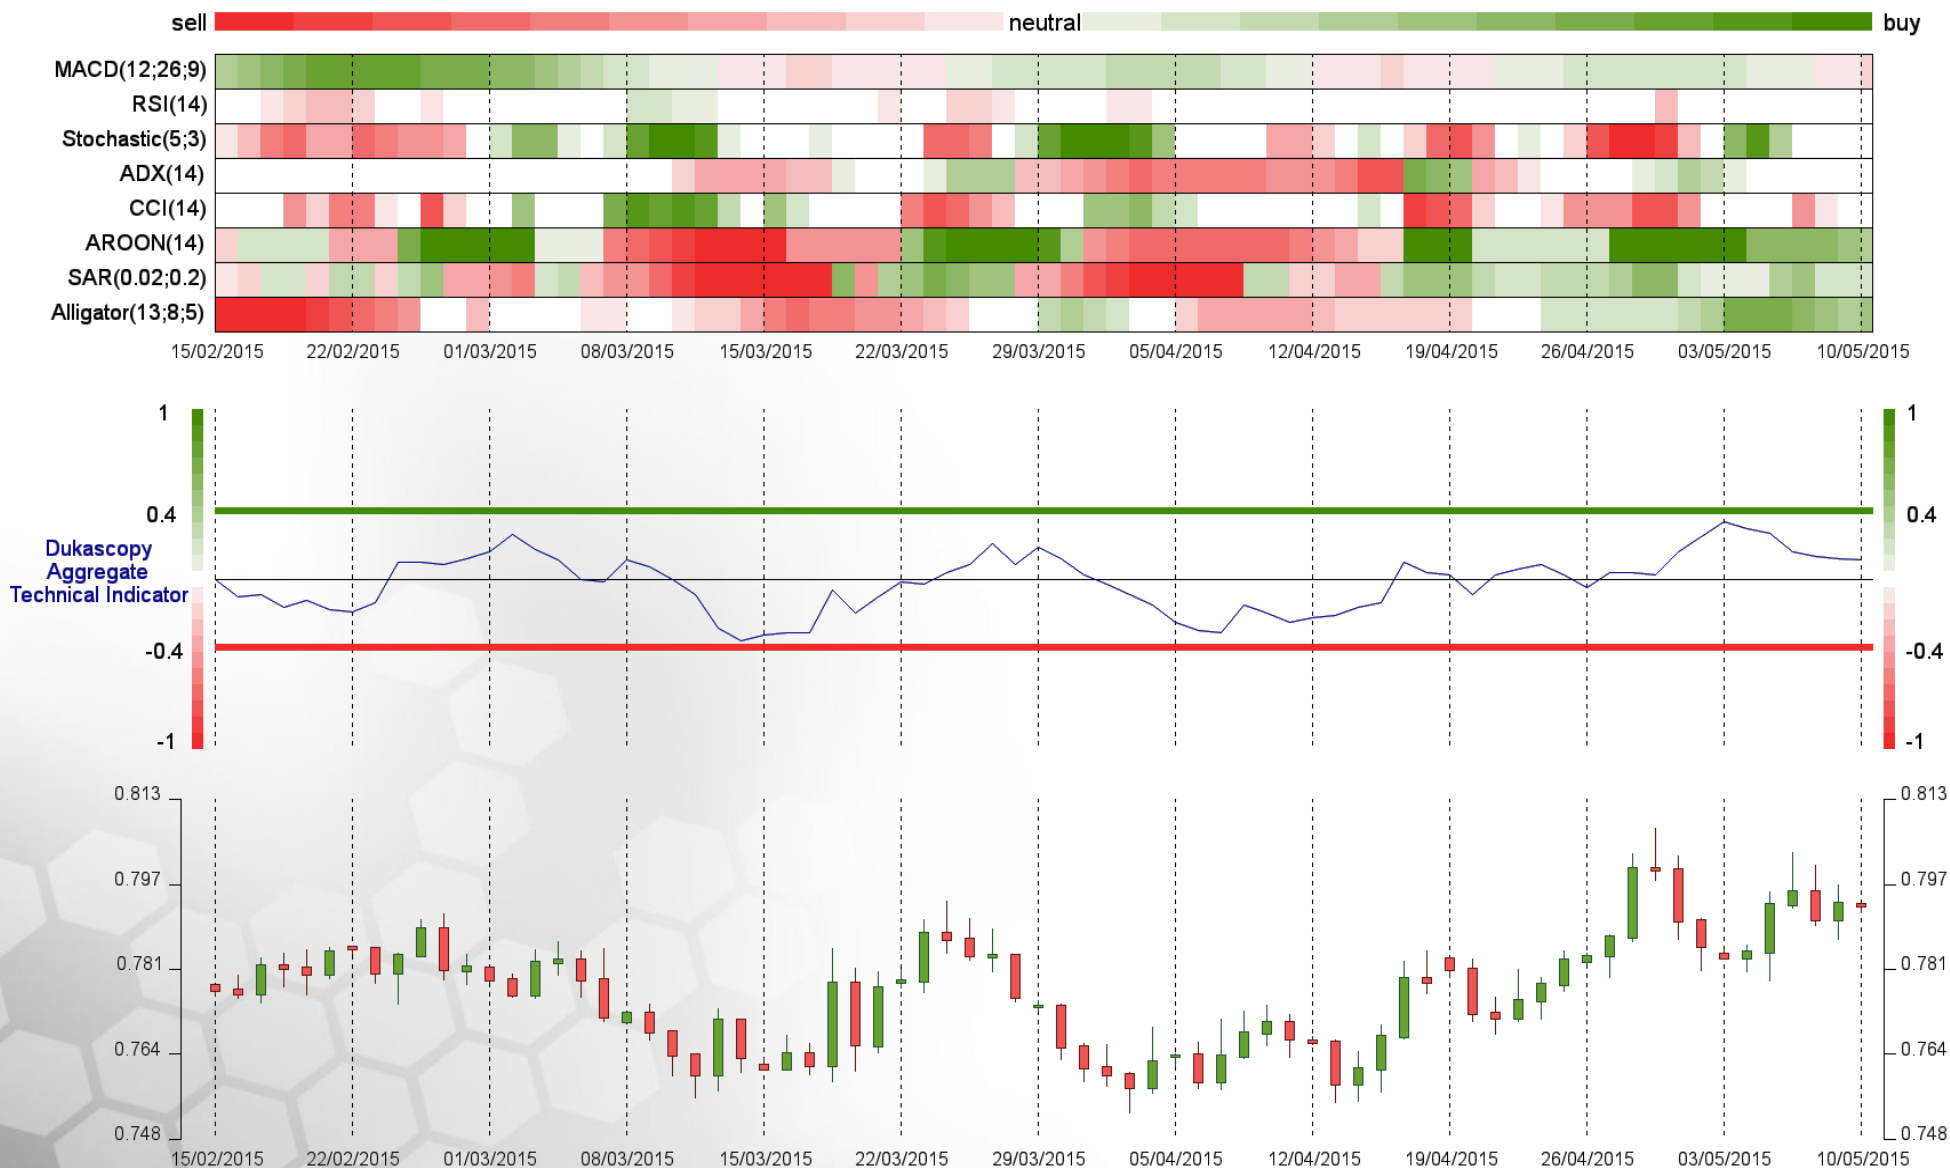 sell neutral buy
MACD(12;26;9)
RSI(14)
Stochastic(5;3)
ADX(14)
CCI(14)
AROON(14)
SAR(0.02;0.2)
Alligator(13;8;5)
15/02/2015 22/02/2015 01/03/2015 08/03/2015 15/03/2015 22/03/2015 29/03/2015 05/04/2015 12/04/2015 19/04/2015 26/04/2015 03/05/2015 10/05/2015
1 1
0.4 0.4
Dukascopy
Aggregate
Technical Indicator
-0.4 -0.4
-1 -1
0.813 0.813
0.797 0.797
0.781 0.781
0.764 0.764
0.748 0.748
15/02/2015 22/02/2015 01/03/2015 08/03/2015 15/03/2015 22/03/2015 29/03/2015 05/04/2015 12/04/2015 19/04/2015 26/04/2015 03/05/2015 10/05/2015